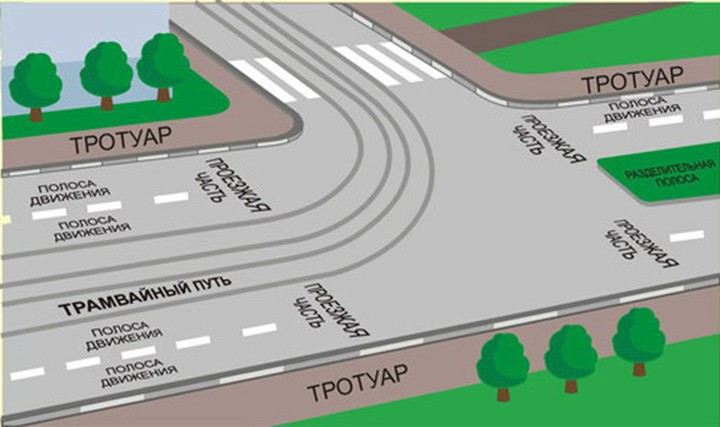 ТРОТУАР
ТРОТУАР
ПОЛОСА
ДВИЖЕНИЯ
ПРОЕЗЖАЯ
ЧАСТЬ
ПОЛОСА
ДВИЖЕНИЯ
ПРОЕЗЖАЯ
ЧАСТЬ
РАЗДЕЛИТЕЛЬНАЯ
ПОЛОСА
ПОЛОСА
ДВИЖЕНИЯ
ПРОЕЗЖАЯ
ЧАСТЬ
ТРАМВАЙНЫЙ ПУТЬ
ПРОЕЗЖАЯ
ЧАСТЬ
ПОЛОСА
ДВИЖЕНИЯ
ПОЛОСА
ДВИЖЕНИЯ
ТРОТУАР